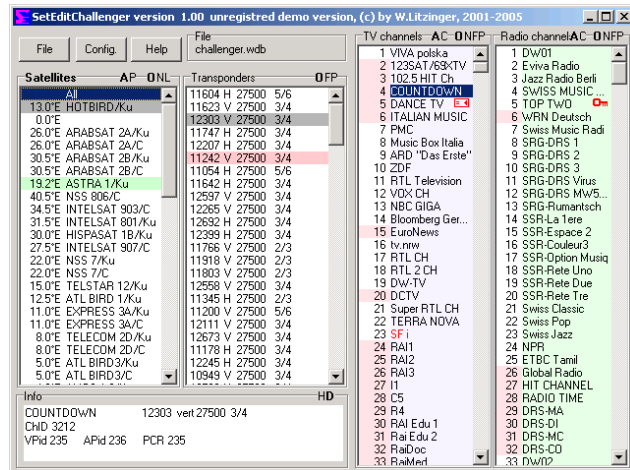 SetEditChallenger version 1.00 unregistred demo version, (c) by W.Litzinger, 2001-2005
File
Config.
Help
File
challenger.wdb
Satellites AP ONL
All
13.0°E HOTBIRD/Ku
0.0°E
26.0°E ARABSAT 2A/Ku
26.0°E ARABSAT 2A/C
30.5°E ARABSAT 2B/Ku
30.5°E ARABSAT 2B/C
19.2°E ASTRA 1/Ku
40.5°E NSS 806/C
34.5°E INTELSAT 903/C
31.5°E INTELSAT 801/Ku
30.0°E HISPASAT 1B/Ku
27.5°E INTELSAT 907/C
22.0°E NSS 7/Ku
22.0°E NSS 7/C
15.0°E TELSTAR 12/Ku
12.5°E ATL BIRD 1/Ku
11.0°E EXPRESS 3A/Ku
11.0°E EXPRESS 3A/C
8.0°E TELECOM 2D/Ku
8.0°E TELECOM 2D/C
5.0°E ATL BIRD3/Ku
5.0°E ATL BIRD3/C
Transponders OFP
11604 H 27500 5/6
11623 V 27500 3/4
12303 V 27500 3/4
11747 H 27500 3/4
12207 H 27500 3/4
11242 V 27500 3/4
11054 H 27500 5/6
11642 H 27500 3/4
12597 V 27500 3/4
12265 V 27500 3/4
12692 H 27500 3/4
12399 H 27500 3/4
11766 V 27500 2/3
11918 V 27500 2/3
11803 V 27500 2/3
12558 V 27500 3/4
11345 H 27500 2/3
11200 V 27500 5/6
12111 V 27500 3/4
12673 V 27500 3/4
11178 H 27500 3/4
12245 H 27500 3/4
10949 V 27500 3/4
Info HD
COUNTDOWN 12303 vert 27500 3/4
ChID 3212
VPid 235 APid 236 PCR 235
TV channels AC ONFP
1 VIVA polska
2 123SAT/69XTV
3 102.5 HIT Ch
4 COUNTDOWN
5 DANCE TV
6 ITALIAN MUSIC
7 PMC
8 Music Box Italia
9 ARD "Das Erste"
10 ZDF
11 RTL Television
12 VOX CH
13 NBC GIGA
14 Bloomberg Ger...
15 EuroNews
16 tv.nrw
17 RTL CH
18 RTL 2 CH
19 DW-TV
20 DCTV
21 Super RTL CH
22 TERRA NOVA
23 SF i
24 RAI1
25 RAI2
26 RAI3
27 I1
28 C5
29 R4
30 RAI Edu 1
31 Rai Edu 2
32 RaiDoc
33 RaiMed
Radio channel AC ONFP
1 DW01
2 Eviva Radio
3 Jazz Radio Berli
4 SWISS MUSIC ...
5 TOP TWO
6 WRN Deutsch
7 Swiss Music Radi
8 SRG-DRS 1
9 SRG-DRS 2
10 SRG-DRS 3
11 SRG-DRS Virus
12 SRG-DRS MW5...
13 SRG-Rumantsch
14 SSR-La 1ere
15 SSR-Espace 2
16 SSR-Couleur3
17 SSR-Option Musiq
18 SSR-Rete Uno
19 SSR-Rete Due
20 SSR-Rete Tre
21 Swiss Classic
22 Swiss Pop
23 Swiss Jazz
24 NPR
25 ETBC Tamil
26 Global Radio
27 HIT CHANNEL
28 RADIO TIME
29 DRS-MA
30 DRS-DI
31 DRS-MC
32 DRS-CO
33 DW02